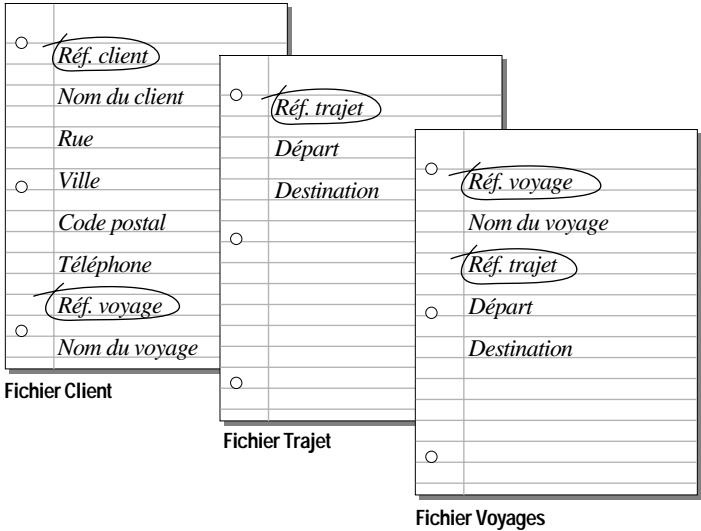 Réf. client
Nom du client
Rue
Ville
Code postal
Téléphone
Réf. voyage
Nom du voyage
Fichier Client
Réf. trajet
Départ
Destination
Fichier Trajet
Réf. voyage
Nom du voyage
Réf. trajet
Départ
Destination
Fichier Voyages